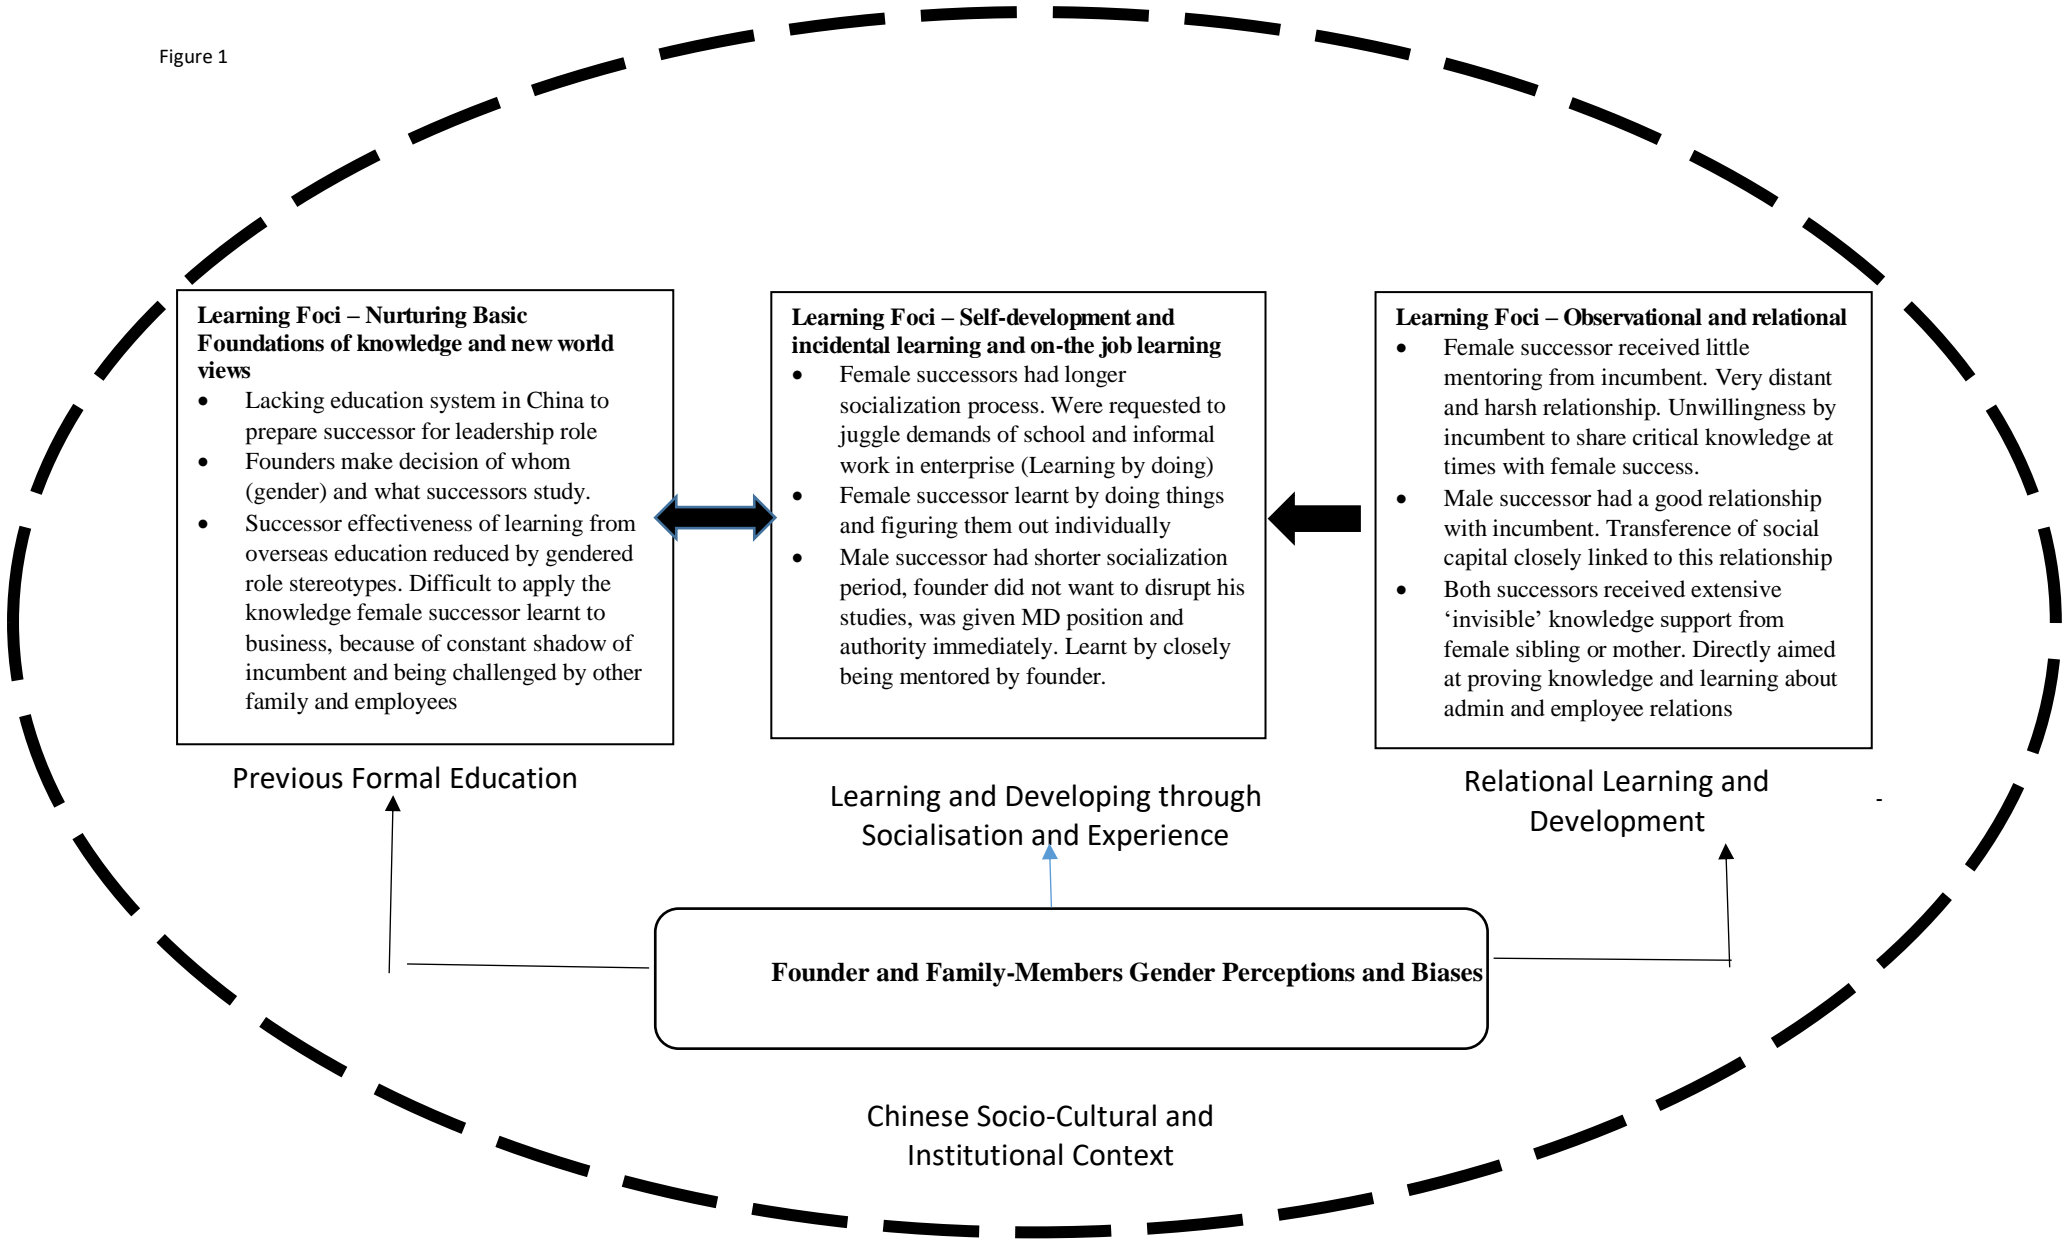 Figure 1
Learning Foci – Nurturing Basic
Foundations of knowledge and new world
views
• Lacking education system in China to
prepare successor for leadership role
• Founders make decision of whom
(gender) and what successors study.
• Successor effectiveness of learning from
overseas education reduced by gendered
role stereotypes. Difficult to apply the
knowledge female successor learnt to
business, because of constant shadow of
incumbent and being challenged by other
family and employees
Previous Formal Education
Learning Foci – Self-development and
incidental learning and on-the job learning
• Female successors had longer
socialization process. Were requested to
juggle demands of school and informal
work in enterprise (Learning by doing)
• Female successor learnt by doing things
and figuring them out individually
• Male successor had shorter socialization
period, founder did not want to disrupt his
studies, was given MD position and
authority immediately. Learnt by closely
being mentored by founder.
Learning and Developing through
Socialisation and Experience
Learning Foci – Observational and relational
• Female successor received little
mentoring from incumbent. Very distant
and harsh relationship. Unwillingness by
incumbent to share critical knowledge at
times with female success.
• Male successor had a good relationship
with incumbent. Transference of social
capital closely linked to this relationship
• Both successors received extensive
‘invisible’ knowledge support from
female sibling or mother. Directly aimed
at proving knowledge and learning about
admin and employee relations
Relational Learning and
Development
-
Founder and Family-Members Gender Perceptions and Biases
Chinese Socio-Cultural and
Institutional Context